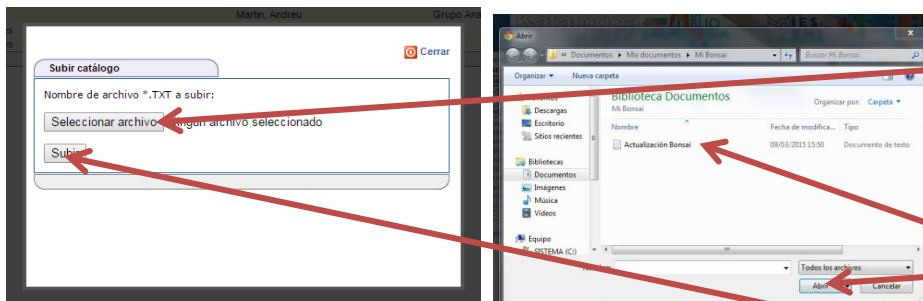 Martin, Andreu
Grupo Ana
Cerrar
Subir catálogo
Nombre de archivo *.TXT a subir:
Seleccionar archivo
ningún archivo seleccionado
Subir
Abrir
x
« Documentos ▸ Mis documentos ▸ Mi Bonsai
Buscar Mi Bonsai
Organizar
Nueva carpeta
Descargas
Escritorio
Sitios recientes
Bibliotecas
Documentos
Imágenes
Música
Vídeos
Equipo
SISTEMA (C:)
Biblioteca Documentos
Mi Bonsai
Organizar por: Carpeta
Nombre
Fecha de modifica...
Tipo
Actualización Bonsai
09/03/2015 15:50
Documento de texto
Todos los archivos
Abrir
Cancelar